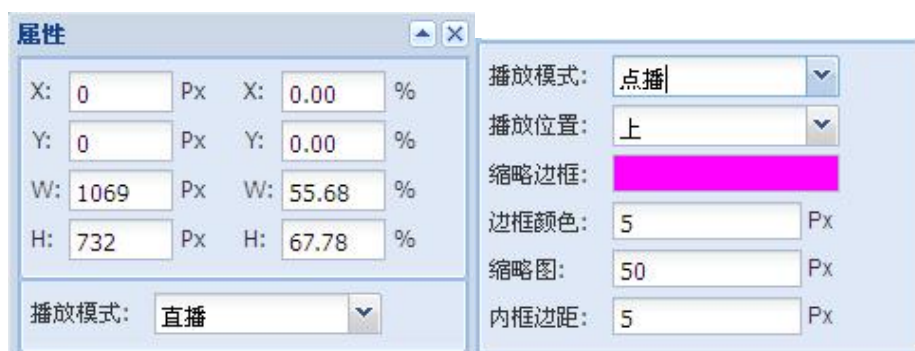 属性
X: 0 Px X: 0.00 %
Y: 0 Px Y: 0.00 %
W: 1069 Px W: 55.68 %
H: 732 Px H: 67.78 %
播放模式: 直播
播放模式: 点播
播放位置: 上
缩略边框:
边框颜色: 5 Px
缩略图: 50 Px
内框边距: 5 Px